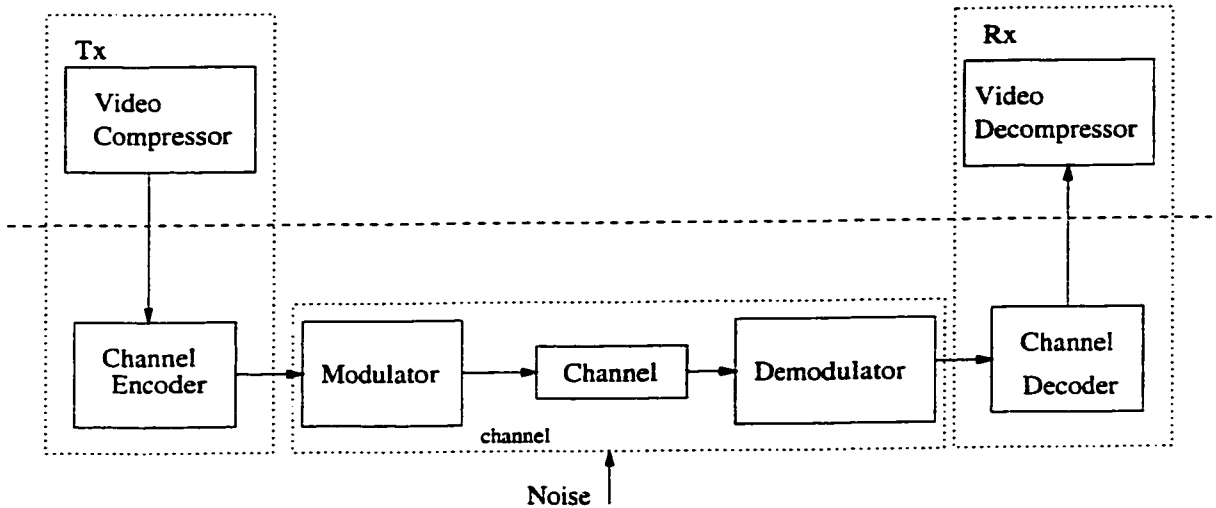 Tx
Video
Compressor
Rx
Video
Decompressor
Channel
Encoder
Modulator
Channel
Demodulator
Channel
Decoder
channel
Noise